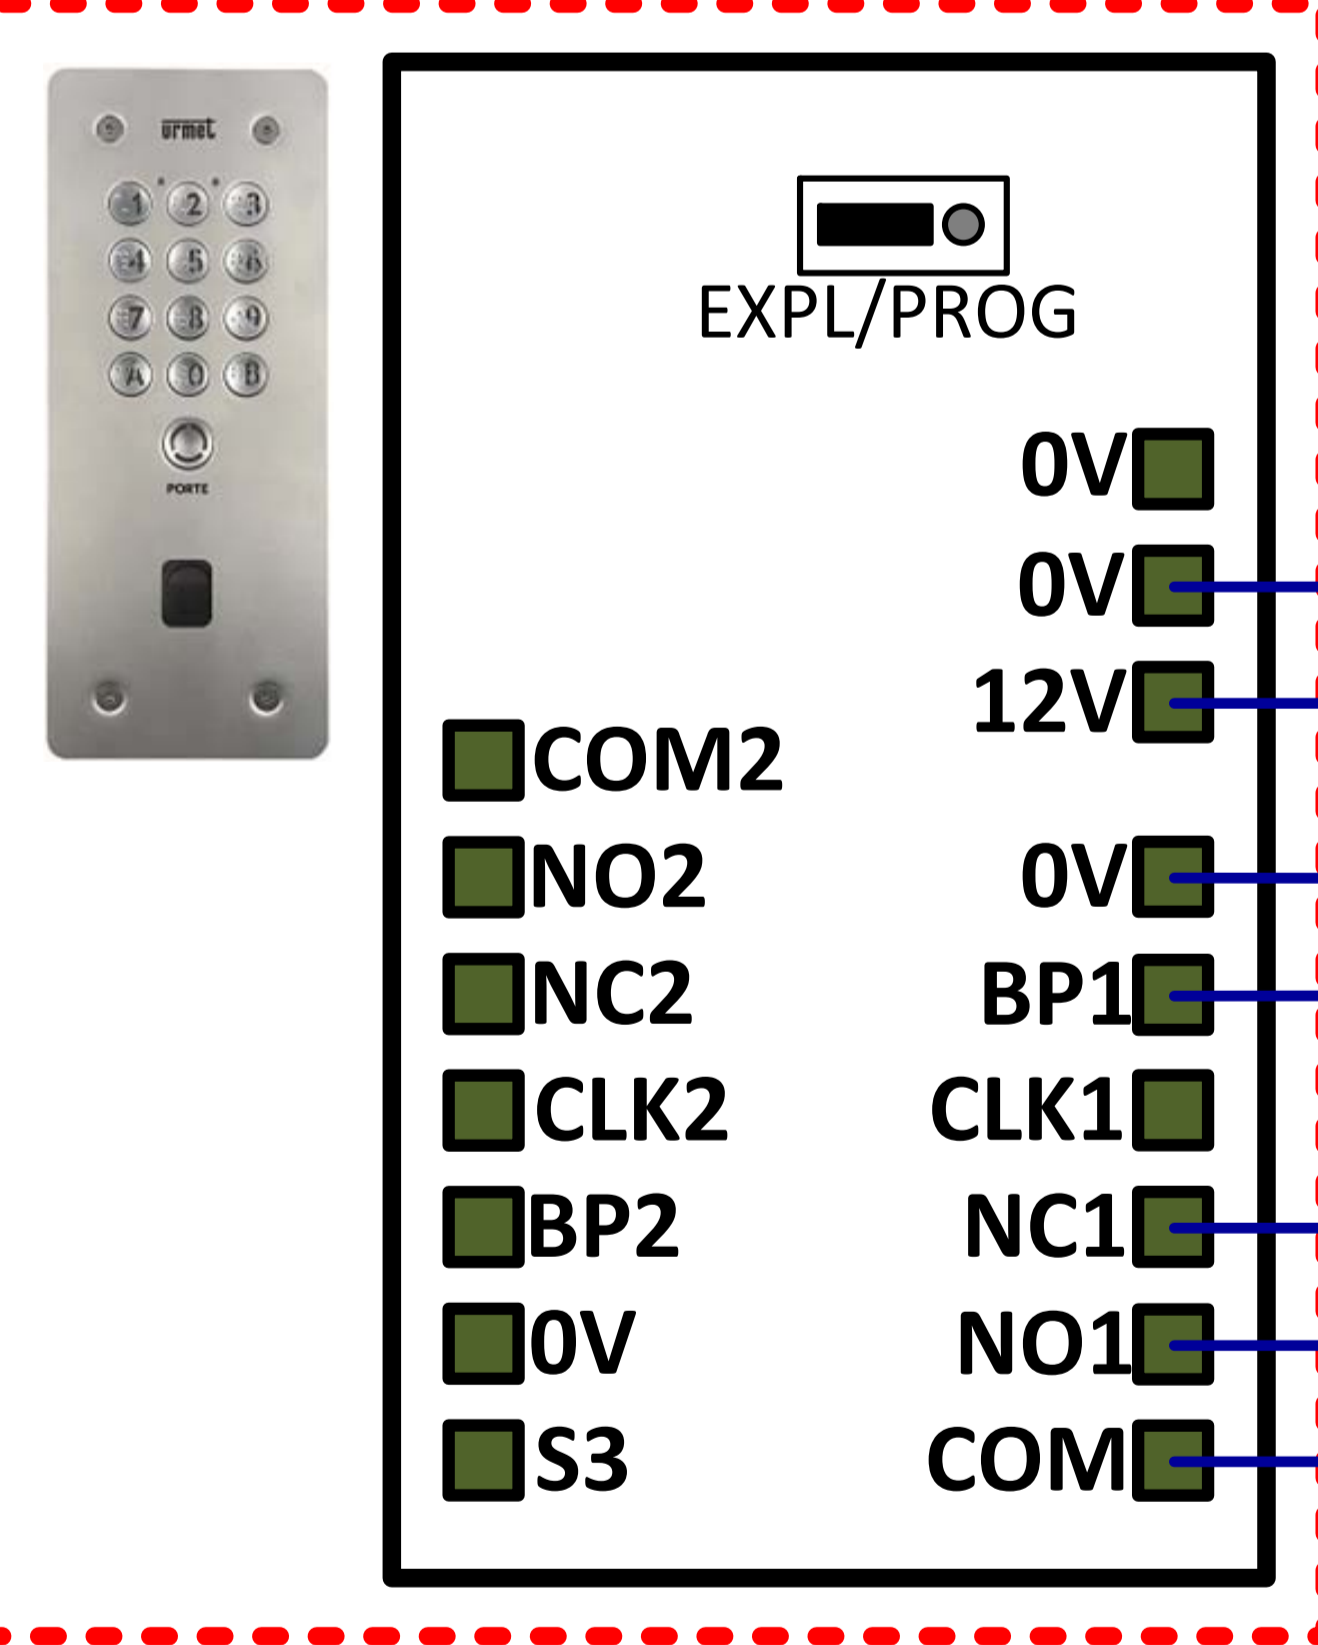 urmet
1 2 3
4 5 6
7 8 9
A 0 B
PORTE
EXPL/PROG
0V
0V
12V
COM2
NO2
0V
NC2
BP1
CLK2
CLK1
BP2
NC1
0V
NO1
S3
COM